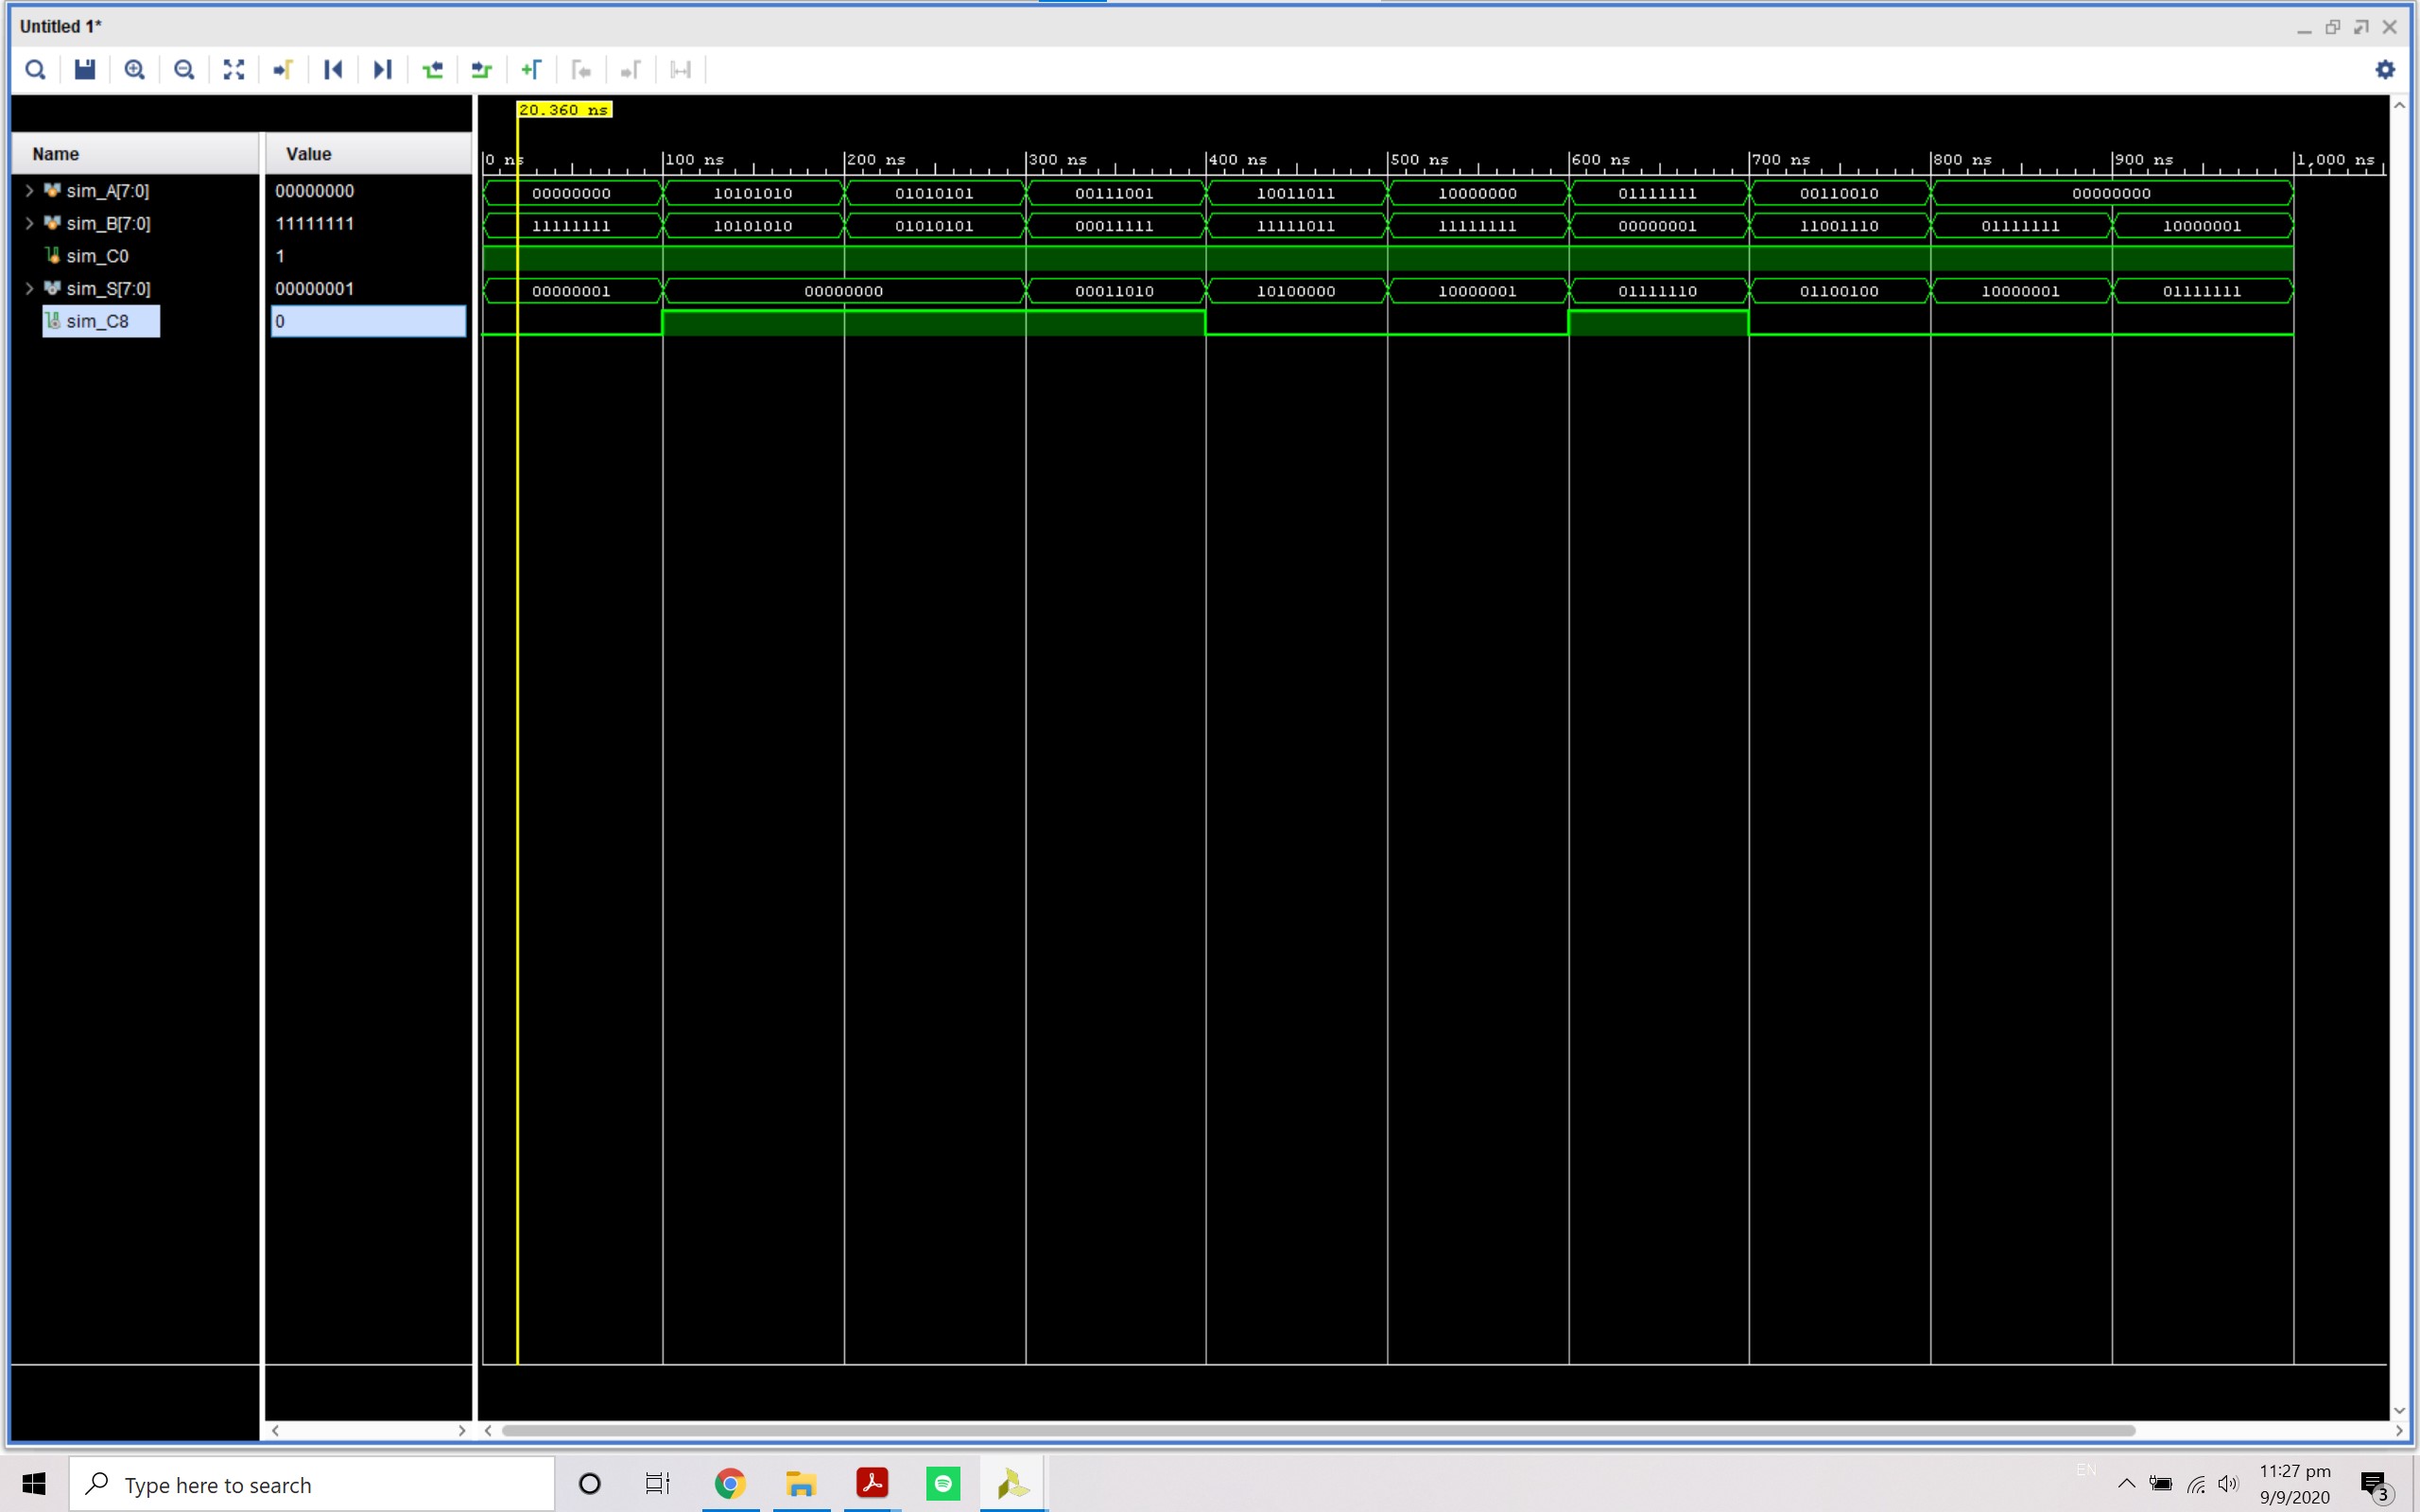 Untitled 1*
20.360 ns
Name Value
0 ns 100 ns 200 ns 300 ns 400 ns 500 ns 600 ns 700 ns 800 ns 900 ns 1,000 ns
sim_A[7:0] 00000000 00000000 10101010 01010101 00111001 10011011 10000000 01111111 00110010 00000000
sim_B[7:0] 11111111 11111111 10101010 01010101 00011111 11111011 11111111 00000001 11001110 01111111 10000001
sim_C0 1
sim_S[7:0] 00000001 00000001 00000000 00011010 10100000 10000001 01111110 01100100 10000001 01111111
sim_C8 0
Type here to search
EN
11:27 pm
9/9/2020
3